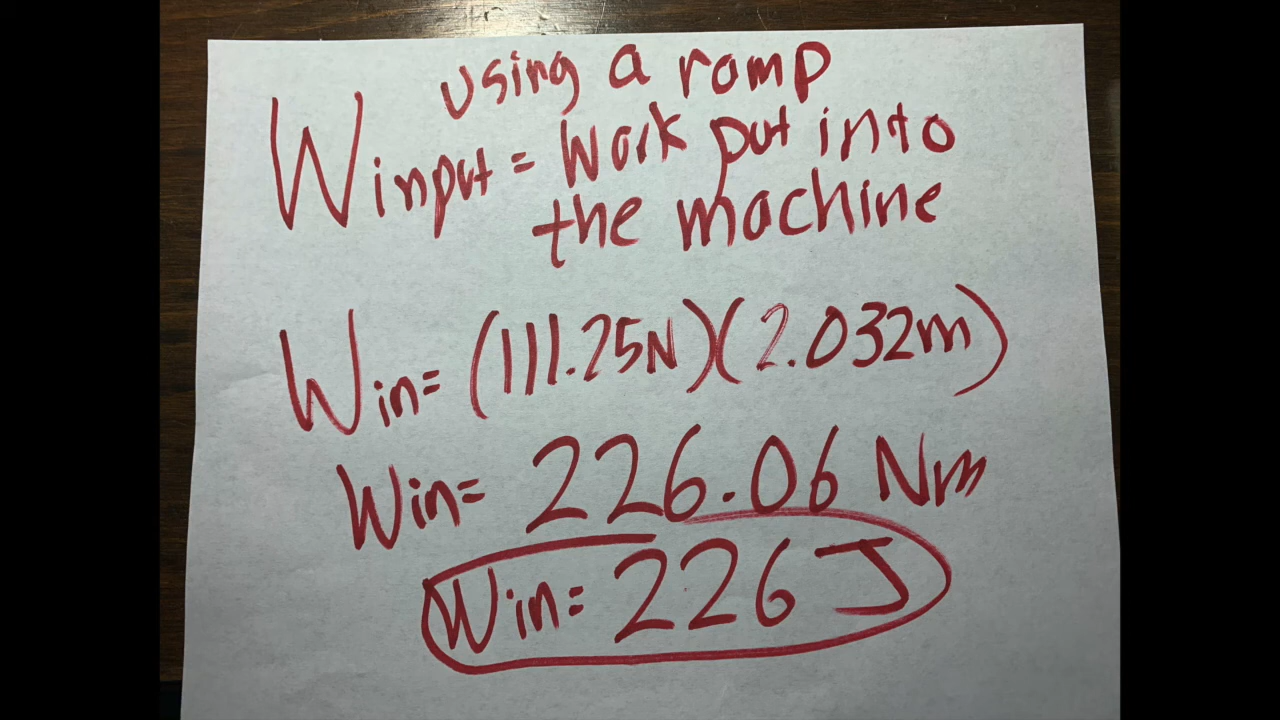 using a ramp
Winput = Work put into
the machine
Win= (111.25N)(2.032m)
Win= 226.06 Nm
Win= 226 J